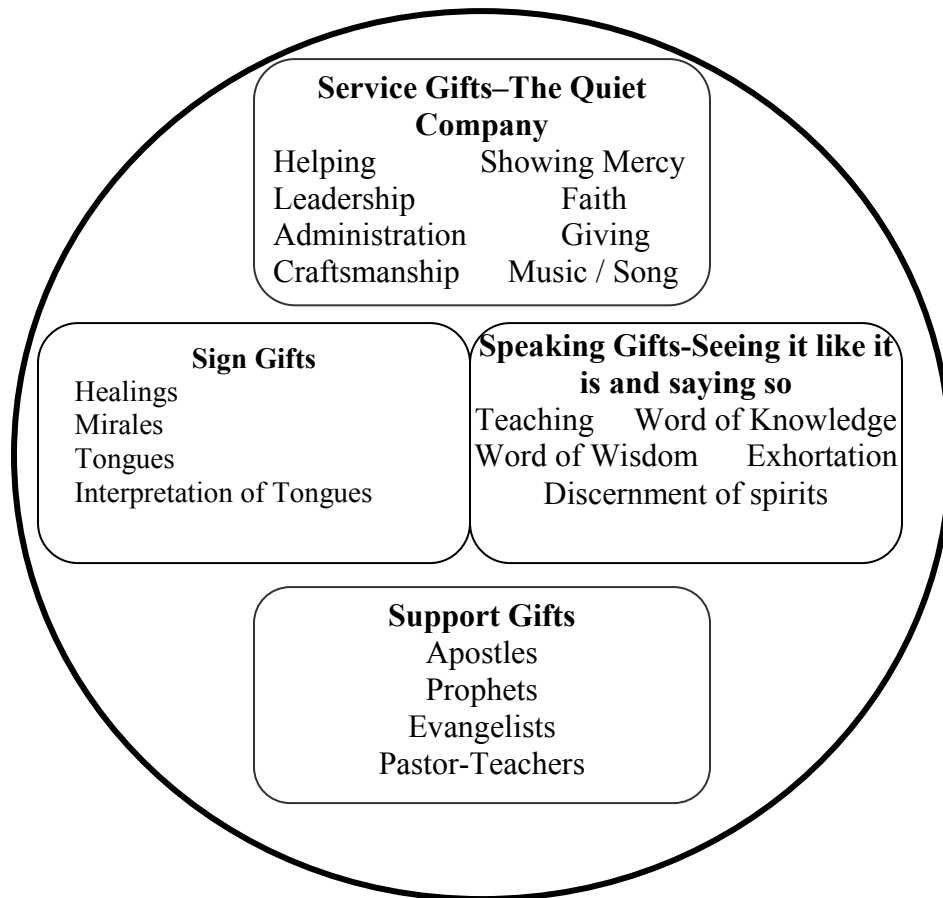 Service Gifts–The Quiet
Company
Helping Showing Mercy
Leadership Faith
Administration Giving
Craftsmanship Music / Song
Sign Gifts
Healings
Mirales
Tongues
Interpretation of Tongues
Speaking Gifts-Seeing it like it
is and saying so
Teaching Word of Knowledge
Word of Wisdom Exhortation
Discernment of spirits
Support Gifts
Apostles
Prophets
Evangelists
Pastor-Teachers